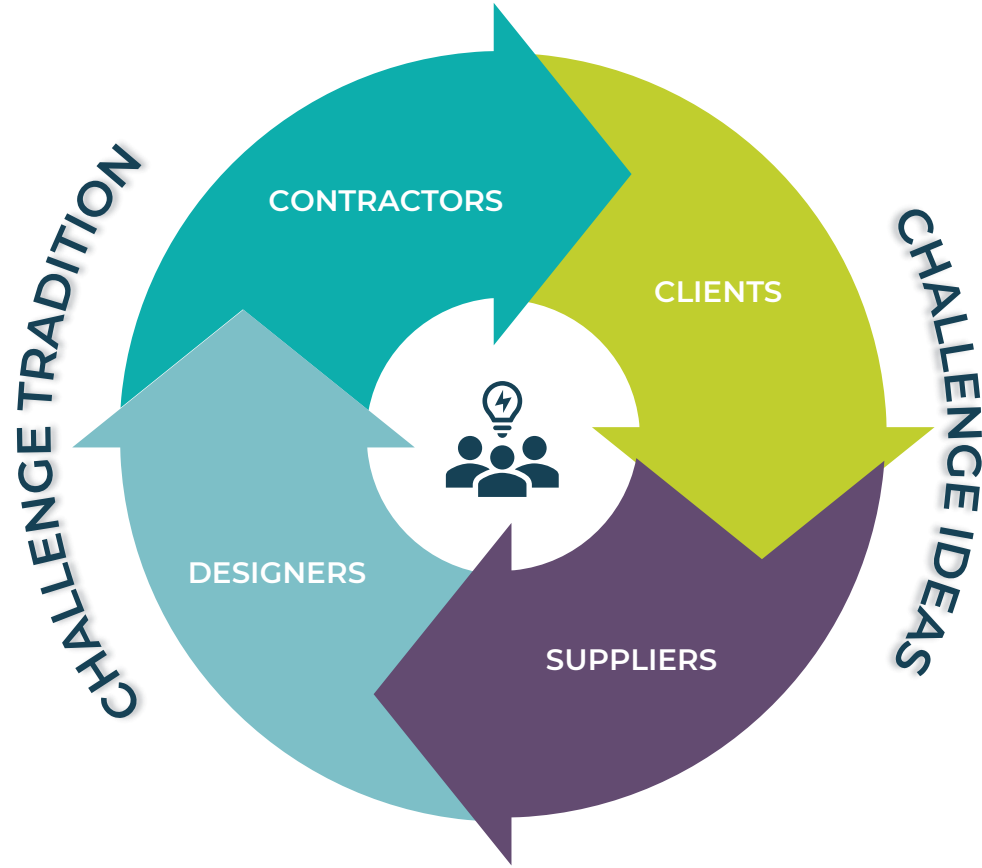 CONTRACTORS
CLIENTS
SUPPLIERS
DESIGNERS
CHALLENGE TRADITION
CHALLENGE IDEAS